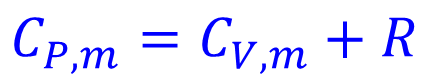 C_{P,m} = C_{V,m} + R